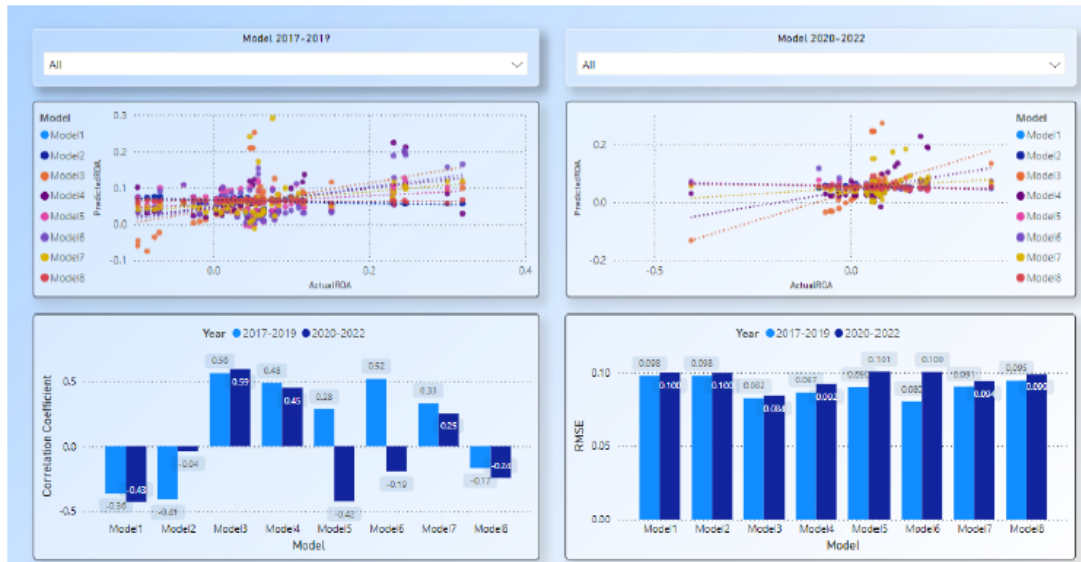 Model 2017-2019
All
Model 2020-2022
All
Model
Model1
Model2
Model3
Model4
Model5
Model6
Model7
Model8
PredictedROA
0.3
0.2
0.1
0.0
-0.1
0.0
0.2
0.4
ActualROA
PredictedROA
0.2
0.0
-0.2
-0.5
0.0
ActualROA
Model
Model1
Model2
Model3
Model4
Model5
Model6
Model7
Model8
Year 2017-2019 2020-2022
Correlation Coefficient
0.5
0.0
-0.5
-0.36
-0.43
-0.41
-0.04
0.56
0.59
0.48
0.45
0.28
-0.42
0.52
-0.19
0.33
0.25
-0.17
-0.24
Model1 Model2 Model3 Model4 Model5 Model6 Model7 Model8
Model
Year 2017-2019 2020-2022
RMSE
0.10
0.05
0.00
0.098
0.100
0.098
0.100
0.082
0.084
0.087
0.092
0.090
0.101
0.080
0.100
0.091
0.094
0.095
0.099
Model1 Model2 Model3 Model4 Model5 Model6 Model7 Model8
Model